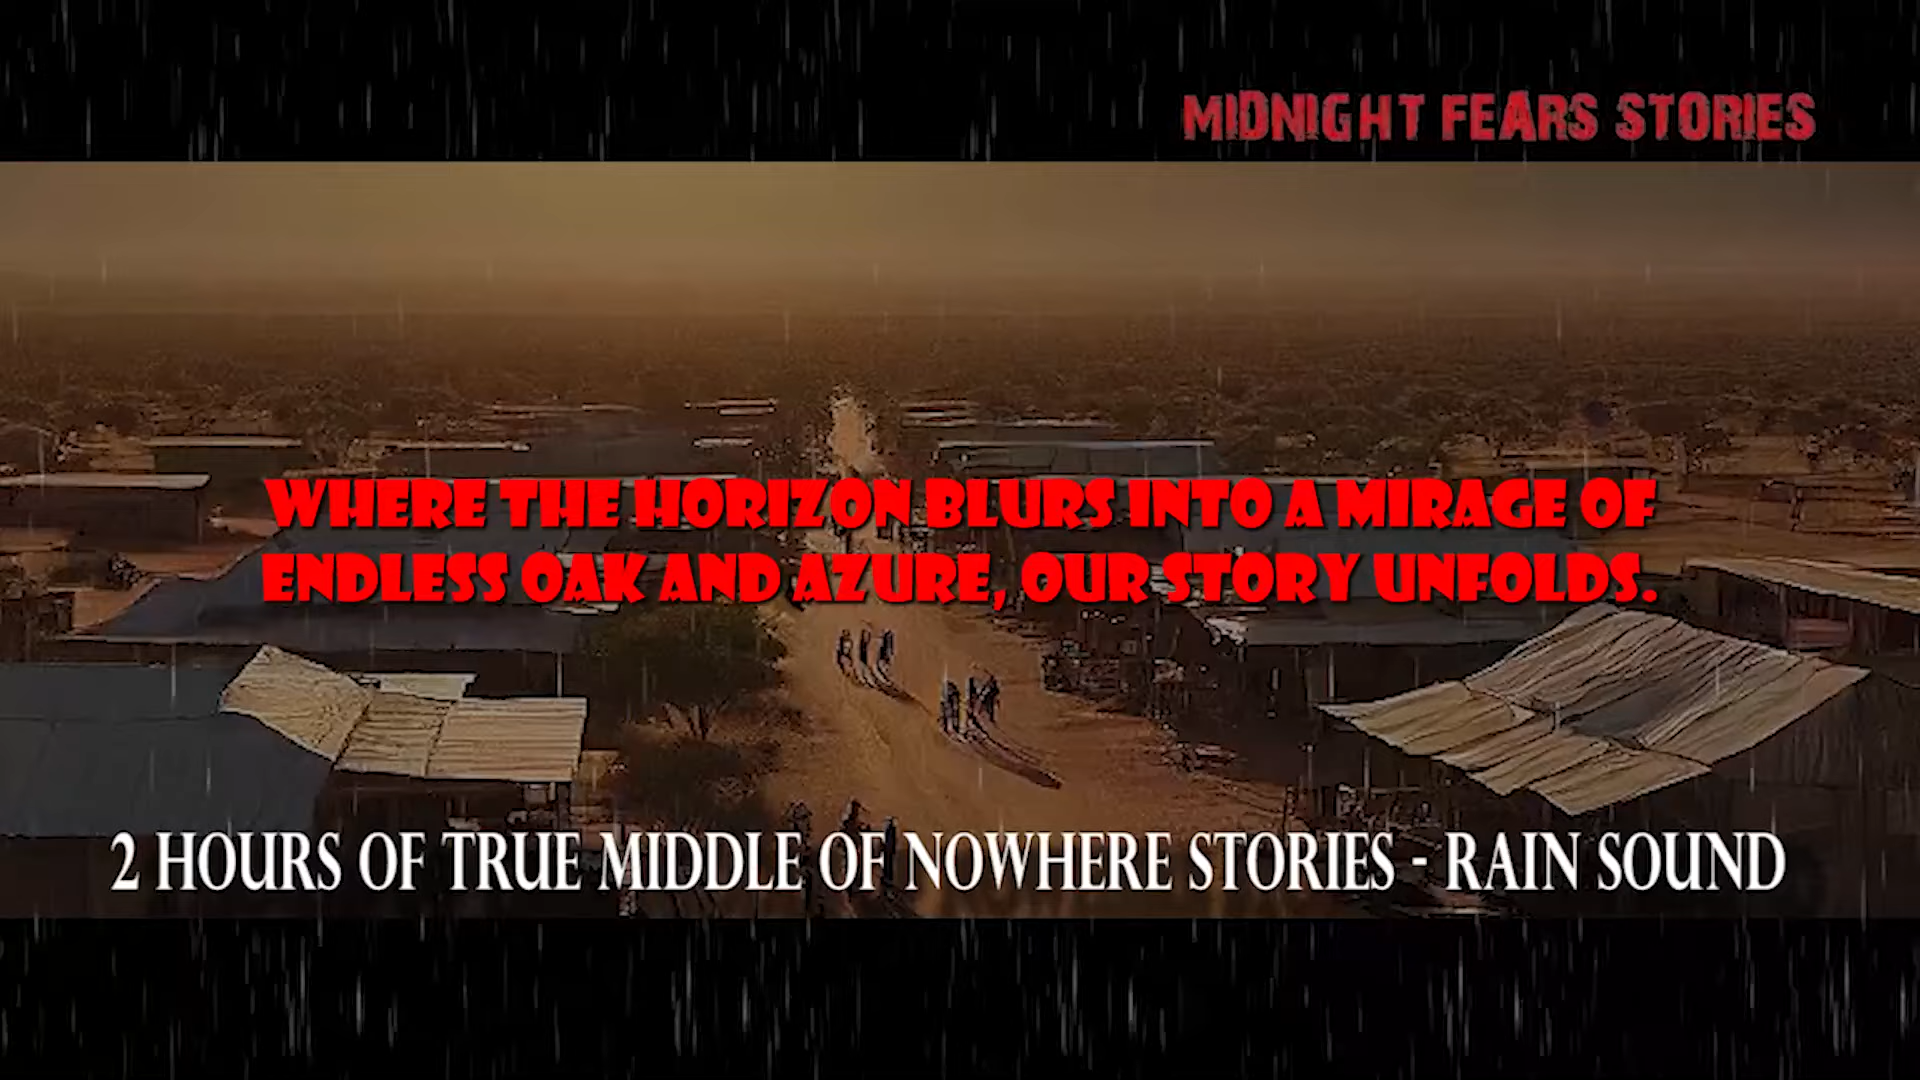 MIDNIGHT FEARS STORIES
WHERE THE HORIZON BLURS INTO A MIRAGE OF
ENDLESS OAK AND AZURE, OUR STORY UNFOLDS.
2 HOURS OF TRUE MIDDLE OF NOWHERE STORIES - RAIN SOUND